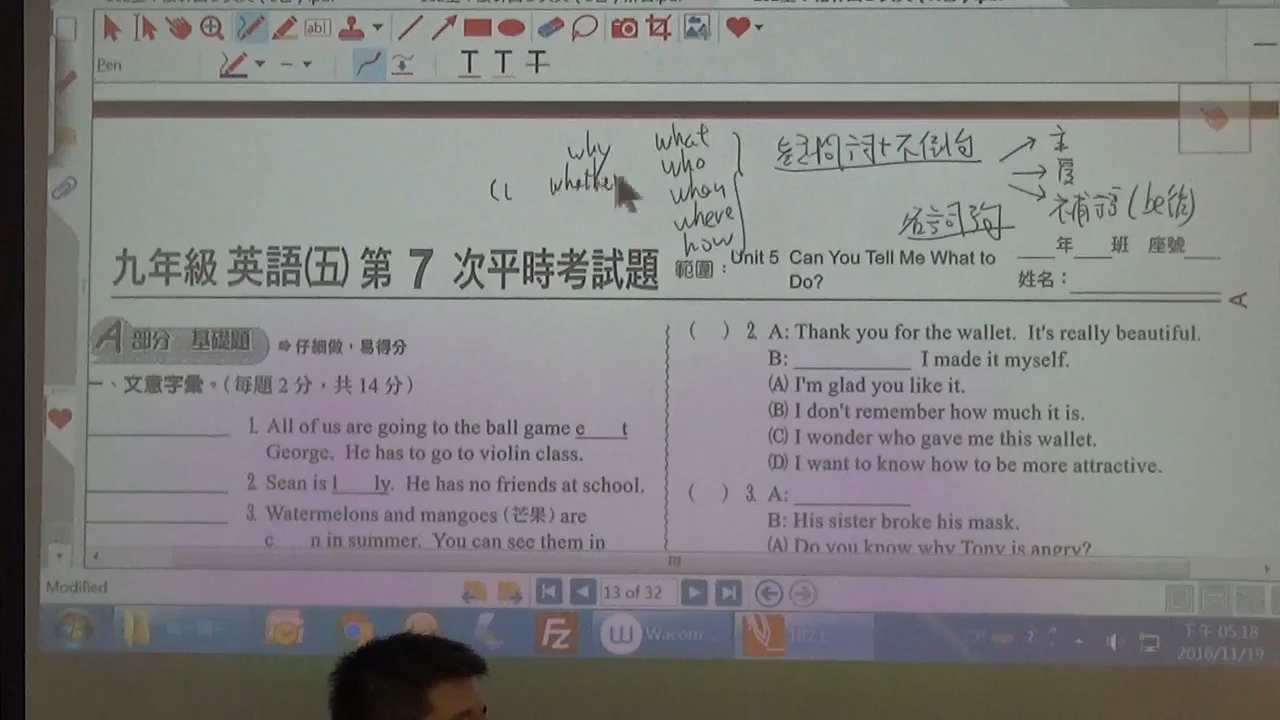 Pen
why
what
who
when
where
how
疑問詞+不倒句
主
受
補語(be後)
名詞子句
九年級 英語(五) 第 7 次平時考試題
範圍:Unit 5 Can You Tell Me What to Do?
年 班 座號
姓名:
A
A 部分 基礎題
仔細做,易得分
一、文意字彙。(每題 2 分,共 14 分)
1. All of us are going to the ball game e___t
George. He has to go to violin class.
2. Sean is l___ly. He has no friends at school.
3. Watermelons and mangoes (芒果) are
c n in summer. You can see them in
( ) 2. A: Thank you for the wallet. It's really beautiful.
B: __________ I made it myself.
(A) I'm glad you like it.
(B) I don't remember how much it is.
(C) I wonder who gave me this wallet.
(D) I want to know how to be more attractive.
( ) 3. A: __________
B: His sister broke his mask.
(A) Do you know why Tony is angry?
Modified
13 of 32
Wacom...
下午 05:18
2016/11/19